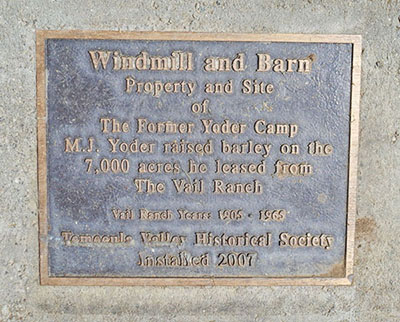 Windmill and Barn
Property and Site
of
The Former Yoder Camp
M.J. Yoder raised barley on the
7,000 acres he leased from
The Vail Ranch
Vail Ranch Years: 1905 - 1965
Temecula Valley Historical Society
Installed 2007